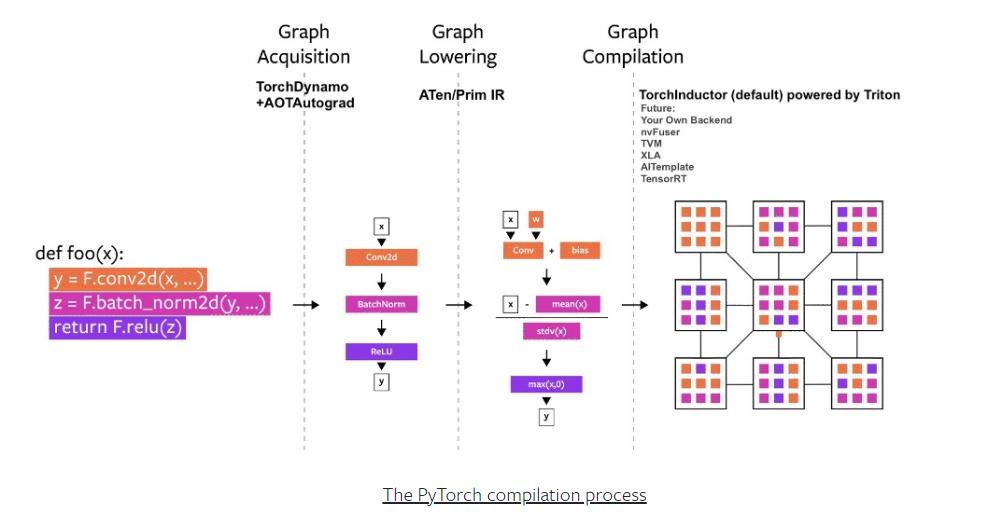 Graph
Acquisition
Graph
Lowering
Graph
Compilation
TorchDynamo
+AOTAutograd
ATen/Prim IR
TorchInductor (default) powered by Triton
Future:
Your Own Backend
nvFuser
TVM
XLA
AITemplate
TensorRT
def foo(x):
y = F.conv2d(x, ...)
z = F.batch_norm2d(y, ...)
return F.relu(z)
x
Conv2d
BatchNorm
ReLU
y
x w
Conv + bias
x - mean(x)
stdv(x)
max(x,0)
y
The PyTorch compilation process